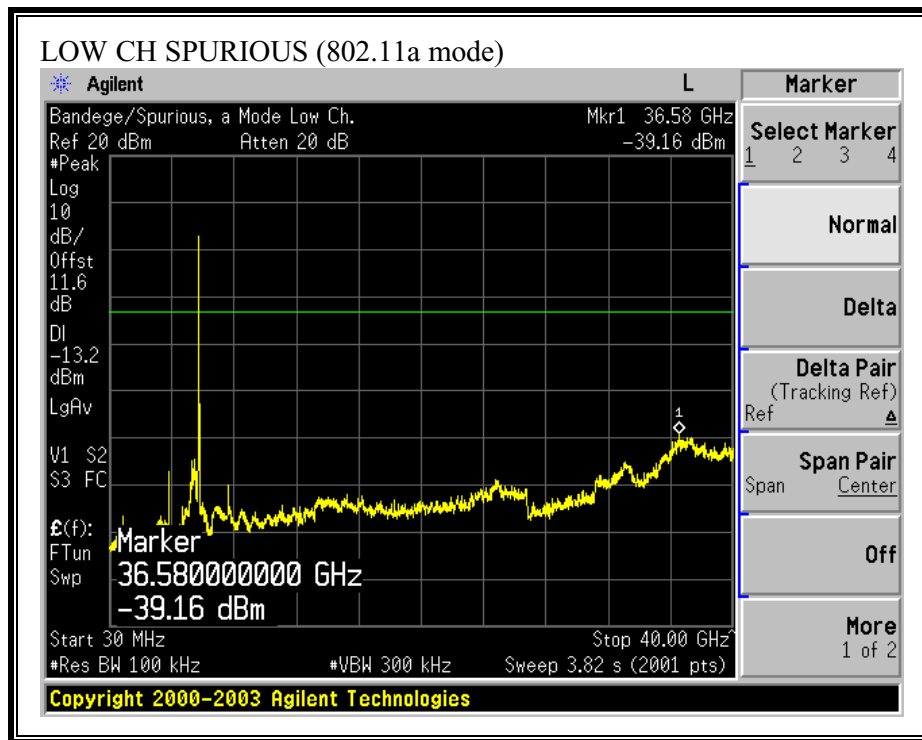 LOW CH SPURIOUS (802.11a mode)
Agilent L
Bandege/Spurious, a Mode Low Ch. Mkr1 36.58 GHz
Ref 20 dBm Atten 20 dB -39.16 dBm
#Peak
Log
10
dB/
Offst
11.6
dB
DI
-13.2
dBm
LgAv
V1 S2
S3 FC
£(f):
FTun
Swp
1
Marker
36.580000000 GHz
-39.16 dBm
Start 30 MHz Stop 40.00 GHz^
#Res BW 100 kHz #VBW 300 kHz Sweep 3.82 s (2001 pts)
Copyright 2000-2003 Agilent Technologies
Marker
Select Marker
1 2 3 4
Normal
Delta
Delta Pair
(Tracking Ref)
Ref Δ
Span Pair
Span Center
Off
More
1 of 2